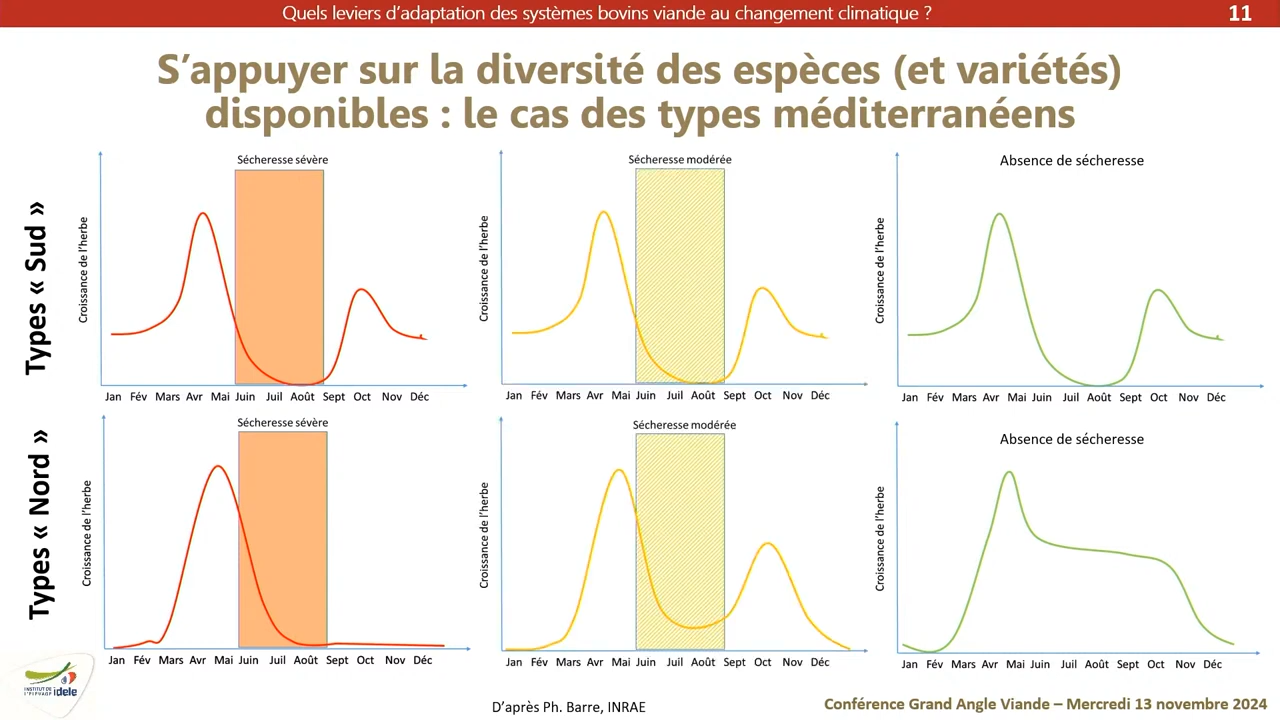 Quels leviers d’adaptation des systèmes bovins viande au changement climatique ?
11
S’appuyer sur la diversité des espèces (et variétés)
disponibles : le cas des types méditerranéens
Types « Sud »
Croissance de l’herbe
Sécheresse sévère
Jan Fév Mars Avr Mai Juin Juil Août Sept Oct Nov Déc
Croissance de l’herbe
Sécheresse modérée
Jan Fév Mars Avr Mai Juin Juil Août Sept Oct Nov Déc
Croissance de l’herbe
Absence de sécheresse
Jan Fév Mars Avr Mai Juin Juil Août Sept Oct Nov Déc
Types « Nord »
Croissance de l’herbe
Sécheresse sévère
Jan Fév Mars Avr Mai Juin Juil Août Sept Oct Nov Déc
Croissance de l’herbe
Sécheresse modérée
Jan Fév Mars Avr Mai Juin Juil Août Sept Oct Nov Déc
Croissance de l’herbe
Absence de sécheresse
Jan Fév Mars Avr Mai Juin Juil Août Sept Oct Nov Déc
INSTITUT DE
L’ÉLEVAGE idele
D’après Ph. Barre, INRAE
Conférence Grand Angle Viande – Mercredi 13 novembre 2024